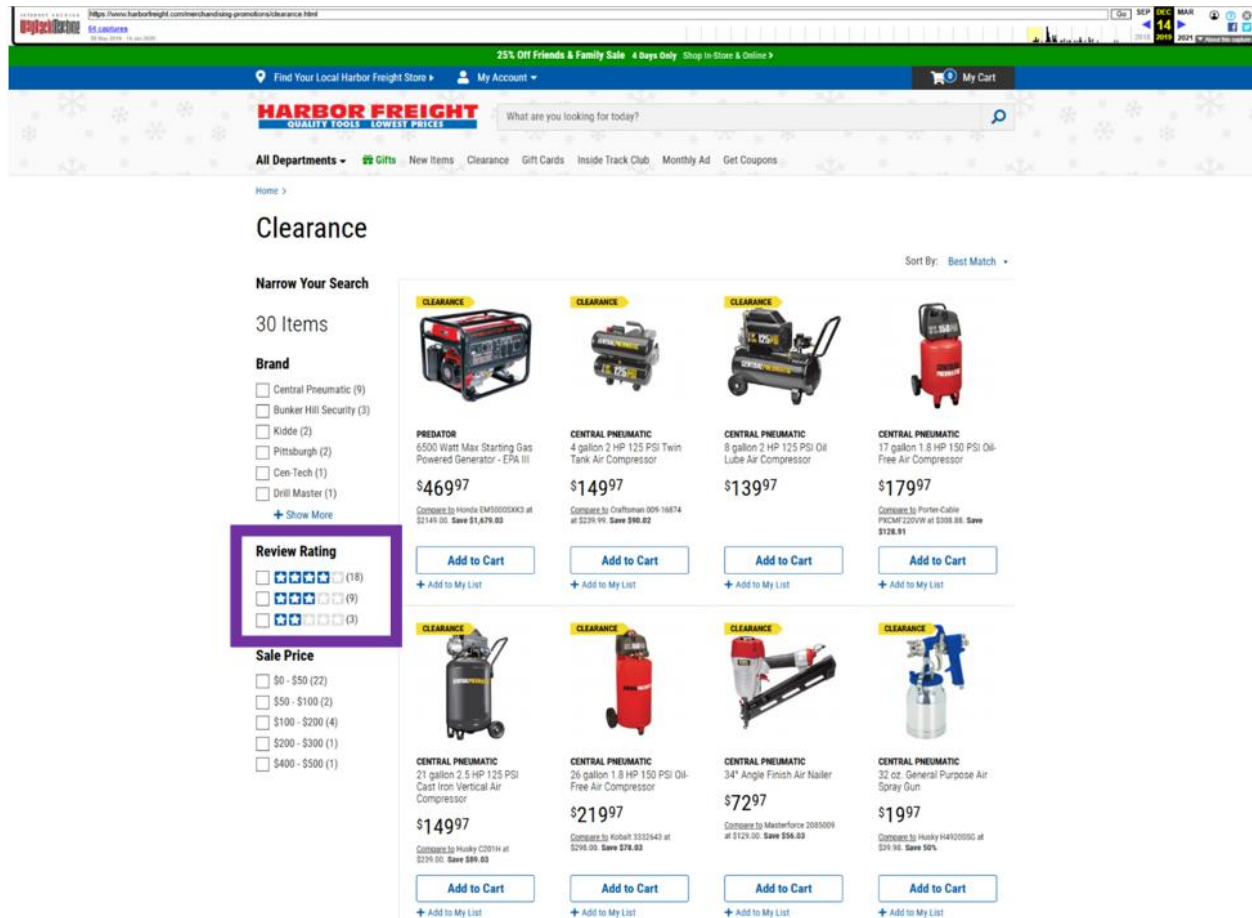 INTERNET ARCHIVE
WayBackMachine
https://www.harborfreight.com/merchandising-promotions/clearance.html
Go
SEP DEC MAR
64 captures
14
2018 2019 2021
About this capture
25% Off Friends & Family Sale 4 Days Only Shop In-Store & Online >
Find Your Local Harbor Freight Store
My Account
0 My Cart
HARBOR FREIGHT
QUALITY TOOLS LOWEST PRICES
What are you looking for today?
All Departments Gifts New Items Clearance Gift Cards Inside Track Club Monthly Ad Get Coupons
Home >
Clearance
Sort By: Best Match
Narrow Your Search
30 Items
Brand
Central Pneumatic (9)
Bunker Hill Security (3)
Kidde (2)
Pittsburgh (2)
Cen-Tech (1)
Drill Master (1)
+ Show More
Review Rating
(18)
(9)
(3)
Sale Price
$0 - $50 (22)
$50 - $100 (2)
$100 - $200 (4)
$200 - $300 (1)
$400 - $500 (1)
CLEARANCE
PREDATOR
6500 Watt Max Starting Gas
Powered Generator - EPA III
$46997
Compare to Honda EM5000SXK3 at
$2149.00. Save $1,679.03
Add to Cart
+ Add to My List
CLEARANCE
125PSI
CENTRAL PNEUMATIC
4 gallon 2 HP 125 PSI Twin
Tank Air Compressor
$14997
Compare to Craftsman 009-16874
at $239.99. Save $90.02
Add to Cart
+ Add to My List
CLEARANCE
125PSI
CENTRAL PNEUMATIC
8 gallon 2 HP 125 PSI Oil
Lube Air Compressor
$13997
Add to Cart
+ Add to My List
150PSI
CENTRAL PNEUMATIC
17 gallon 1.8 HP 150 PSI Oil-
Free Air Compressor
$17997
Compare to Porter-Cable
PXCMF220VW at $308.88. Save
$128.91
Add to Cart
+ Add to My List
CLEARANCE
CENTRAL PNEUMATIC
21 gallon 2.5 HP 125 PSI
Cast Iron Vertical Air
Compressor
$14997
Compare to Husky C201H at
$239.00. Save $89.03
Add to Cart
+ Add to My List
CLEARANCE
CENTRAL PNEUMATIC
26 gallon 1.8 HP 150 PSI Oil-
Free Air Compressor
$21997
Compare to Kobalt 3332643 at
$298.00. Save $78.03
Add to Cart
+ Add to My List
CLEARANCE
CENTRAL PNEUMATIC
34° Angle Finish Air Nailer
$7297
Compare to Masterforce 2085009
at $129.00. Save $56.03
Add to Cart
+ Add to My List
CLEARANCE
CENTRAL PNEUMATIC
32 oz. General Purpose Air
Spray Gun
$1997
Compare to Husky H4920SSG at
$39.98. Save 50%
Add to Cart
+ Add to My List